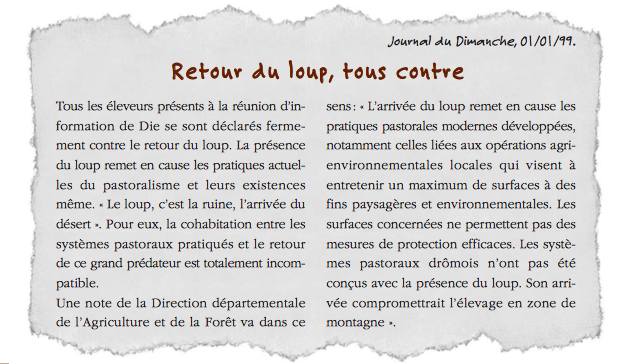 Journal du Dimanche, 01/01/99.
Retour du loup, tous contre
Tous les éleveurs présents à la réunion d'in-
formation de Die se sont déclarés ferme-
ment contre le retour du loup. La présence
du loup remet en cause les pratiques actuel-
les du pastoralisme et leurs existences
même. « Le loup, c'est la ruine, l'arrivée du
désert ». Pour eux, la cohabitation entre les
systèmes pastoraux pratiqués et le retour
de ce grand prédateur est totalement incom-
patible.
Une note de la Direction départementale
de l'Agriculture et de la Forêt va dans ce
sens : « L'arrivée du loup remet en cause les
pratiques pastorales modernes développées,
notamment celles liées aux opérations agri-
environnementales locales qui visent à
entretenir un maximum de surfaces à des
fins paysagères et environnementales. Les
surfaces concernées ne permettent pas des
mesures de protection efficaces. Les systè-
mes pastoraux drômois n'ont pas été
conçus avec la présence du loup. Son arri-
vée compromettrait l'élevage en zone de
montagne ».